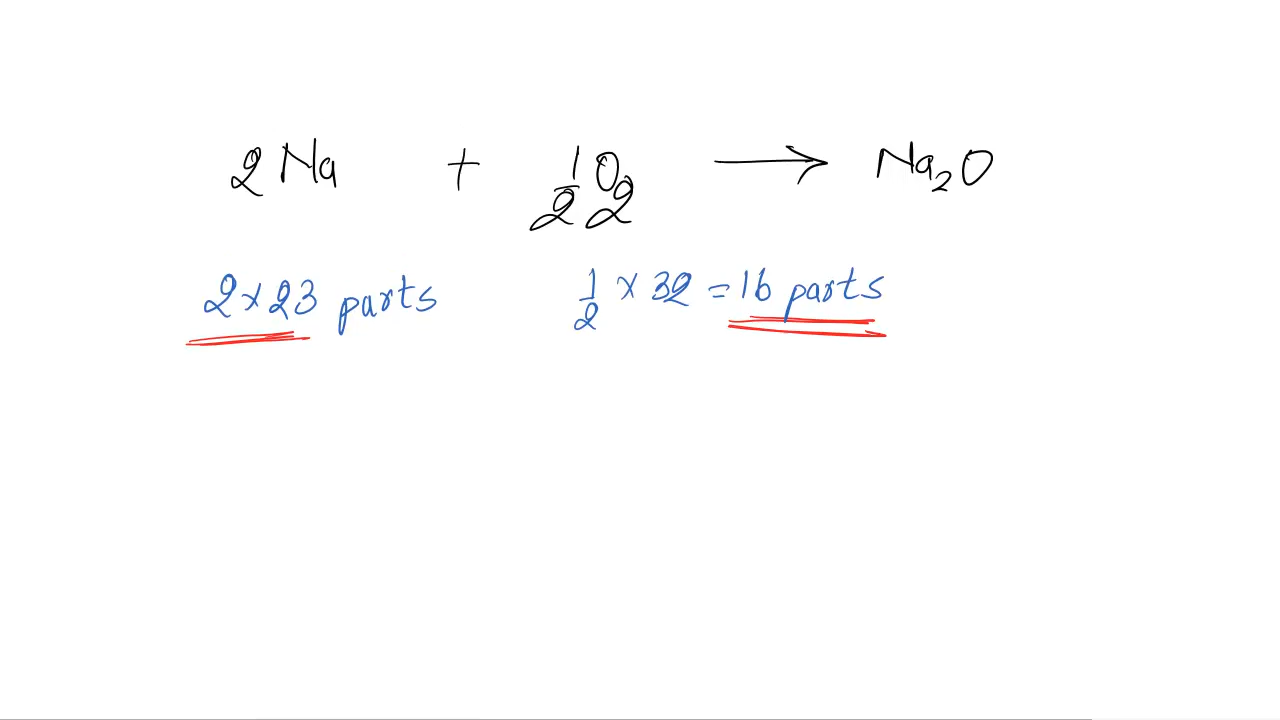 2Na + 1/2 O2 → Na2O
2 × 23 parts 1/2 × 32 = 16 parts